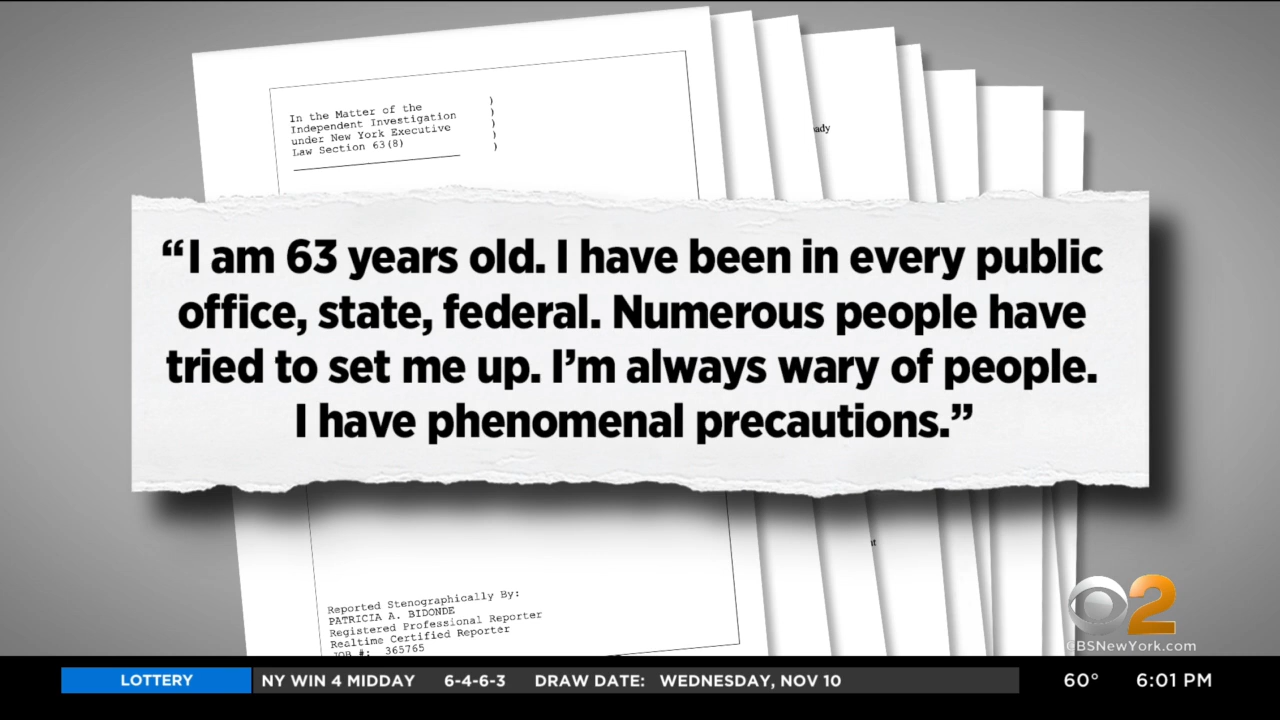 In the Matter of the )
Independent Investigation )
under New York Executive )
Law Section 63(8) )
)
“I am 63 years old. I have been in every public
office, state, federal. Numerous people have
tried to set me up. I’m always wary of people.
I have phenomenal precautions.”
Reported Stenographically By:
PATRICIA A. BIDONDE
Registered Professional Reporter
Realtime Certified Reporter
JOB #: 365765
2
CBSNewYork.com
LOTTERY NY WIN 4 MIDDAY 6-4-6-3 DRAW DATE: WEDNESDAY, NOV 10 60° 6:01 PM